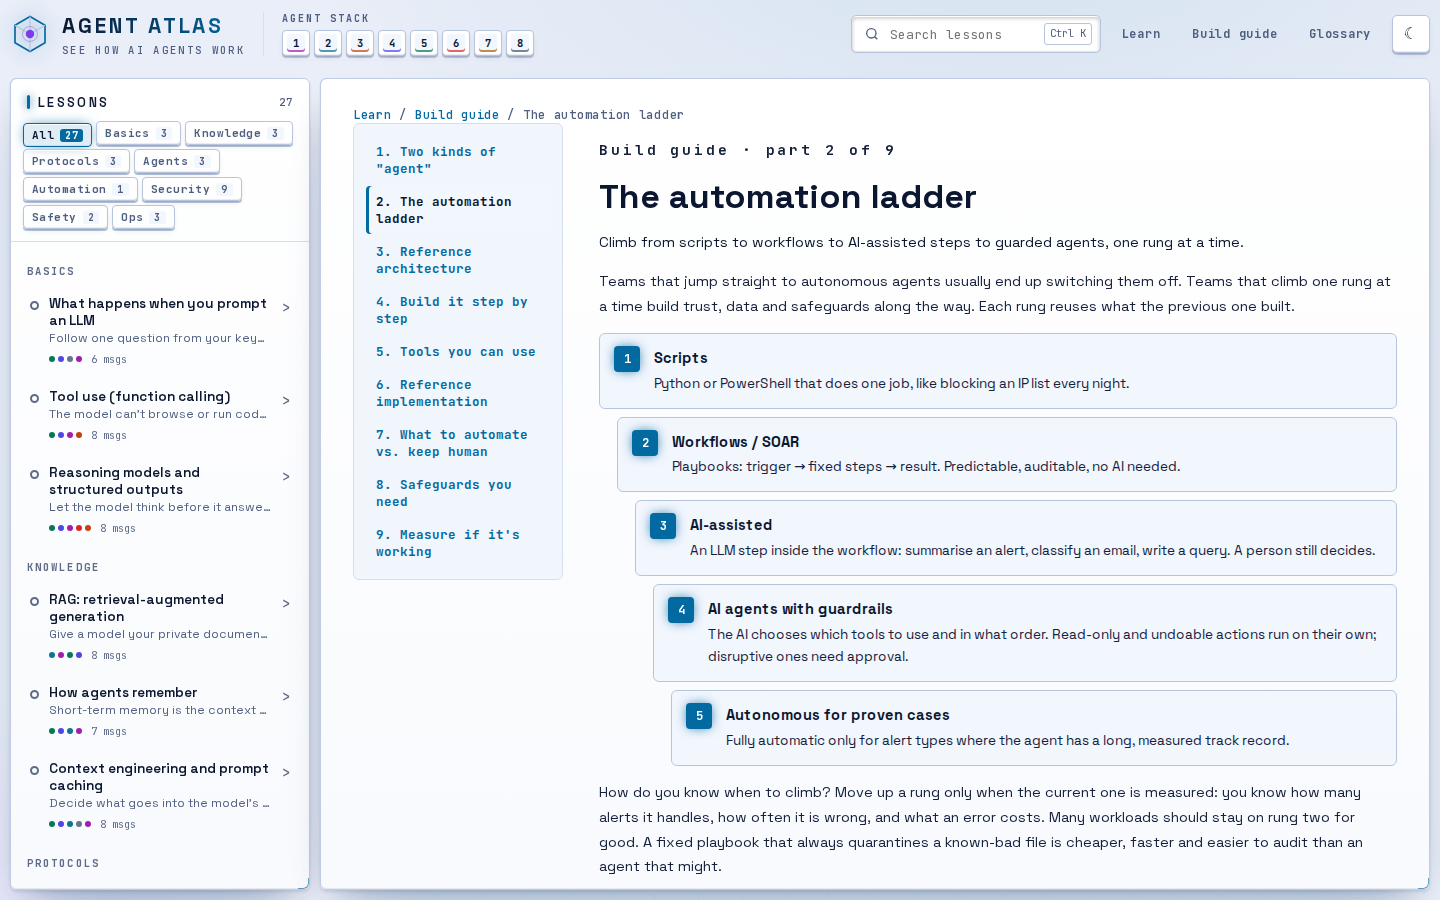 AGENT ATLAS
SEE HOW AI AGENTS WORK
AGENT STACK
1 2 3 4 5 6 7 8
Search lessons
Ctrl K
Learn
Build guide
Glossary
LESSONS
27
All 27
Basics 3
Knowledge 3
Protocols 3
Agents 3
Automation 1
Security 9
Safety 2
Ops 3
BASICS
What happens when you prompt
an LLM
Follow one question from your key…
6 msgs
Tool use (function calling)
The model can't browse or run cod…
8 msgs
Reasoning models and
structured outputs
Let the model think before it answe…
8 msgs
KNOWLEDGE
RAG: retrieval-augmented
generation
Give a model your private documen…
8 msgs
How agents remember
Short-term memory is the context …
7 msgs
Context engineering and prompt
caching
Decide what goes into the model's …
8 msgs
PROTOCOLS
Learn / Build guide / The automation ladder
1. Two kinds of
"agent"
2. The automation
ladder
3. Reference
architecture
4. Build it step by
step
5. Tools you can use
6. Reference
implementation
7. What to automate
vs. keep human
8. Safeguards you
need
9. Measure if it's
working
Build guide · part 2 of 9
The automation ladder
Climb from scripts to workflows to AI-assisted steps to guarded agents, one rung at a time.
Teams that jump straight to autonomous agents usually end up switching them off. Teams that climb one rung at
a time build trust, data and safeguards along the way. Each rung reuses what the previous one built.
1
Scripts
Python or PowerShell that does one job, like blocking an IP list every night.
2
Workflows / SOAR
Playbooks: trigger → fixed steps → result. Predictable, auditable, no AI needed.
3
AI-assisted
An LLM step inside the workflow: summarise an alert, classify an email, write a query. A person still decides.
4
AI agents with guardrails
The AI chooses which tools to use and in what order. Read-only and undoable actions run on their own;
disruptive ones need approval.
5
Autonomous for proven cases
Fully automatic only for alert types where the agent has a long, measured track record.
How do you know when to climb? Move up a rung only when the current one is measured: you know how many
alerts it handles, how often it is wrong, and what an error costs. Many workloads should stay on rung two for
good. A fixed playbook that always quarantines a known-bad file is cheaper, faster and easier to audit than an
agent that might.